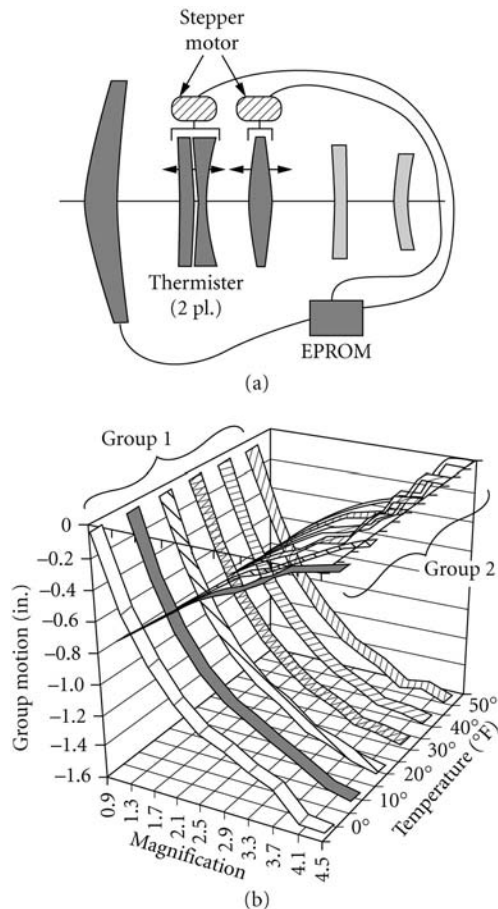 Stepper
motor
Thermister
(2 pl.)
EPROM
(a)
Group 1
Group 2
Group motion (in.)
0
−0.2
−0.4
−0.6
−0.8
−1.0
−1.2
−1.4
−1.6
0.9
1.3
1.7
2.1
2.5
2.9
3.3
3.7
4.1
4.5
Magnification
0°
10°
20°
30°
40°
50°
Temperature (°F)
(b)